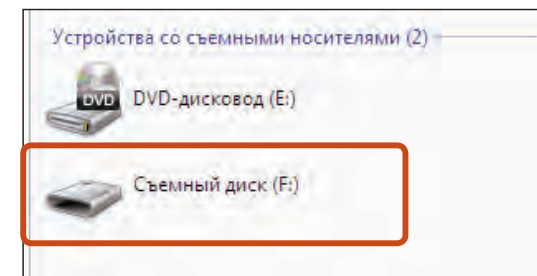 Устройства со съемными носителями (2)
DVD
DVD-дисковод (E:)
Съемный диск (F:)